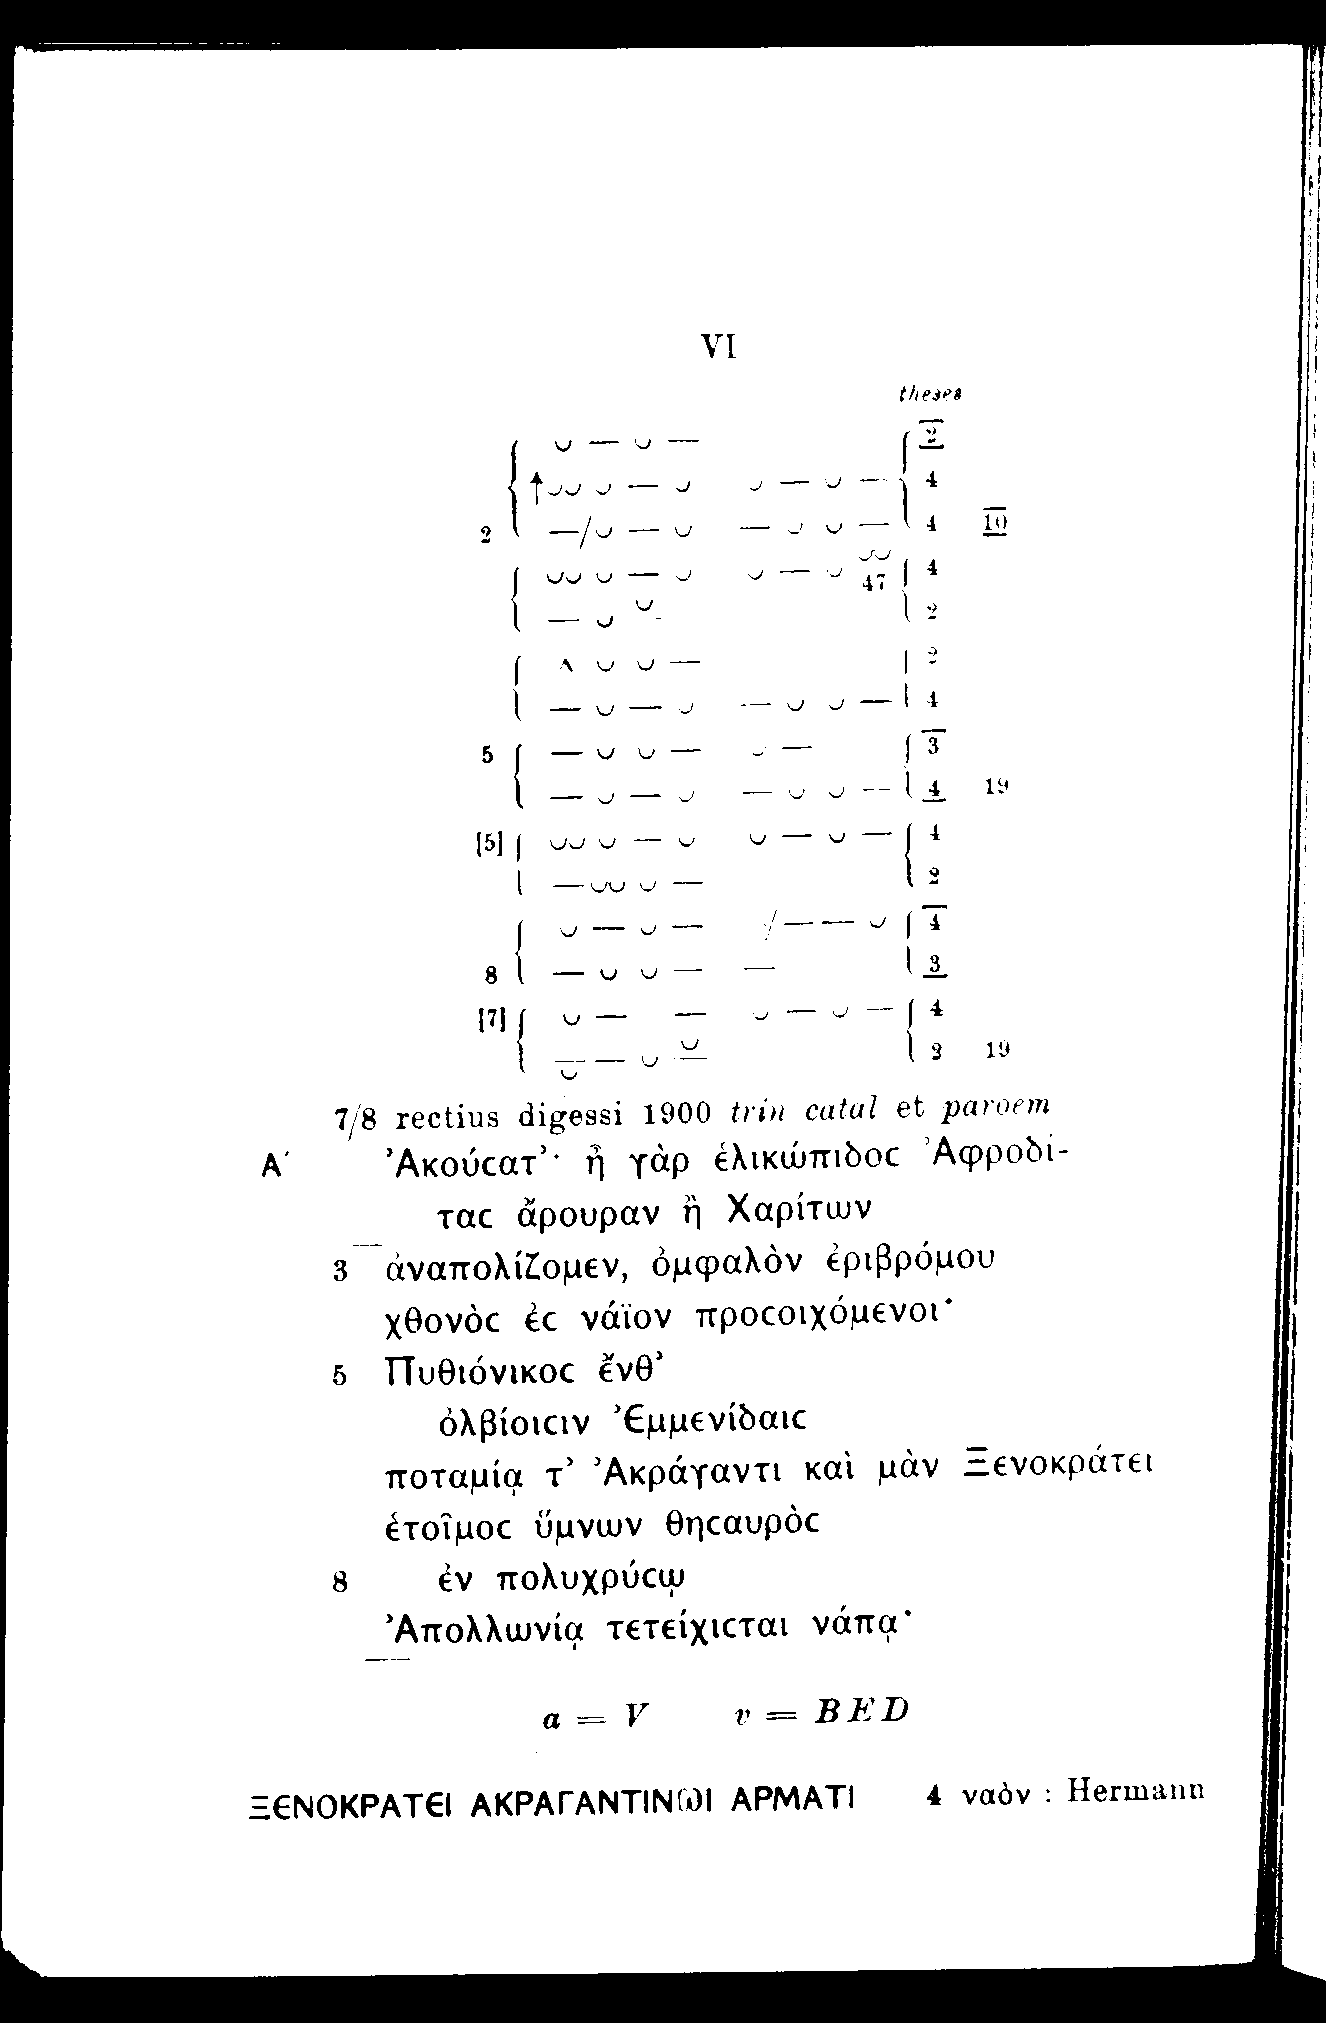 VI
theses
⏑ — ⏑ — 2
↑⏑⏑ ⏑ — ⏑ ⏑ — ⏑ — 4
2 —/⏑ — ⏑ — ⏑ ⏑ — 4 10
⏑⏑ ⏑ — ⏑ ⏑ — ⏑ ⏑⏑ 47 4
— ⏑ ⏑ 2
∧ ⏑ ⏑ — 2
— ⏑ — ⏑ — ⏑ ⏑ — 4
5 — ⏑ ⏑ — ⏑ — 3
— ⏑ — ⏑ — ⏑ ⏑ — 4 19
[5] ⏑⏑ ⏑ — ⏑ ⏑ — ⏑ — 4
— ⏑⏑ ⏑ — 2
⏑ — ⏑ — /— — ⏑ 4
8 — ⏑ ⏑ — — 3
[7] ⏑ — — ⏑ — ⏑ — 4
— — ⏑ — 2 19
7/8 rectius digessi 1900 trin catal et paroem
Α΄ Ἀκούϲατ’· ἦ γὰρ ἑλικώπιδοϲ Ἀφροδί-
ταϲ ἄρουραν ἢ Χαρίτων
3 ἀναπολίζομεν, ὀμφαλὸν ἐριβρόμου
χθονὸϲ ἐϲ νάϊον προϲοιχόμενοι·
5 Πυθιόνικοϲ ἔνθ’
ὀλβίοιϲιν Ἐμμενίδαιϲ
ποταμίᾳ τ’ Ἀκράγαντι καὶ μὰν Ξενοκράτει
ἑτοῖμοϲ ὕμνων θηϲαυρὸϲ
8 ἐν πολυχρύϲῳ
Ἀπολλωνίᾳ τετείχιϲται νάπᾳ·
a = V v = BED
ΞΕΝΟΚΡΑΤΕΙ ΑΚΡΑΓΑΝΤΙΝΩΙ ΑΡΜΑΤΙ 4 ναὸν : Hermann